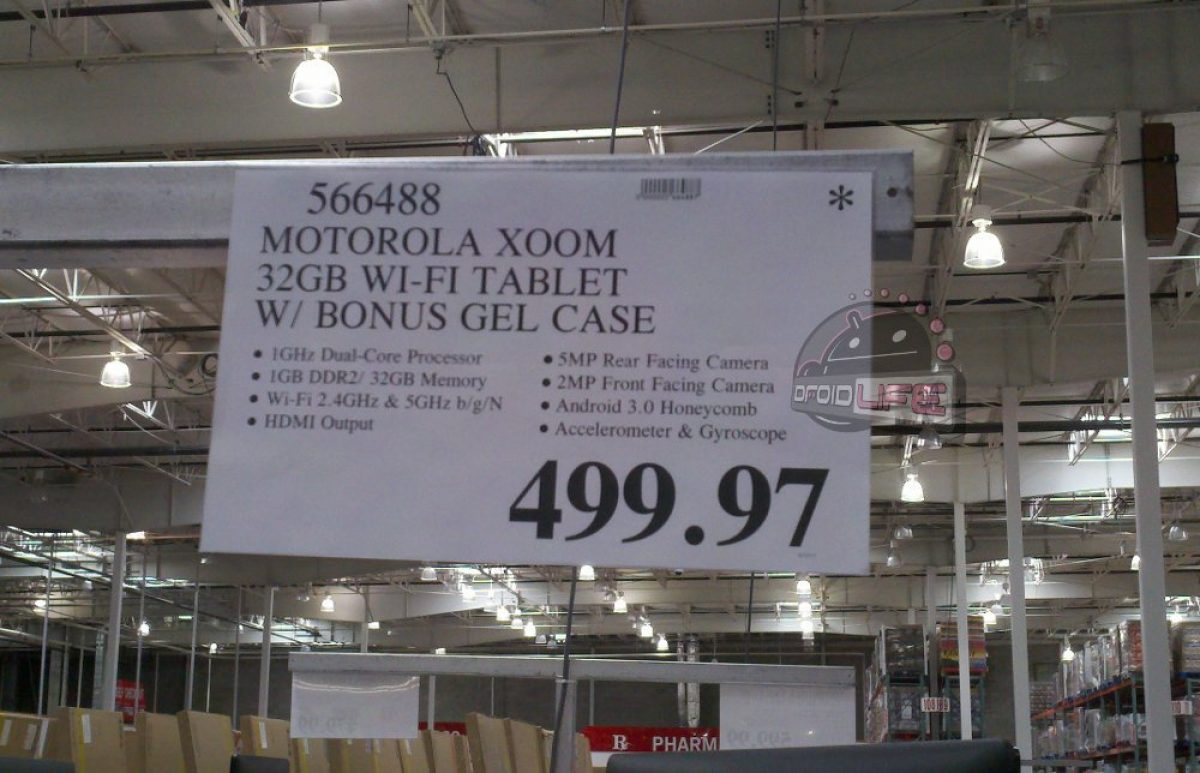 566488
*
MOTOROLA XOOM
32GB WI-FI TABLET
W/ BONUS GEL CASE
• 1GHz Dual-Core Processor
• 1GB DDR2/ 32GB Memory
• Wi-Fi 2.4GHz & 5GHz b/g/N
• HDMI Output
• 5MP Rear Facing Camera
• 2MP Front Facing Camera
• Android 3.0 Honeycomb
• Accelerometer & Gyroscope
499.97
DROID LIFE
Rx PHARM